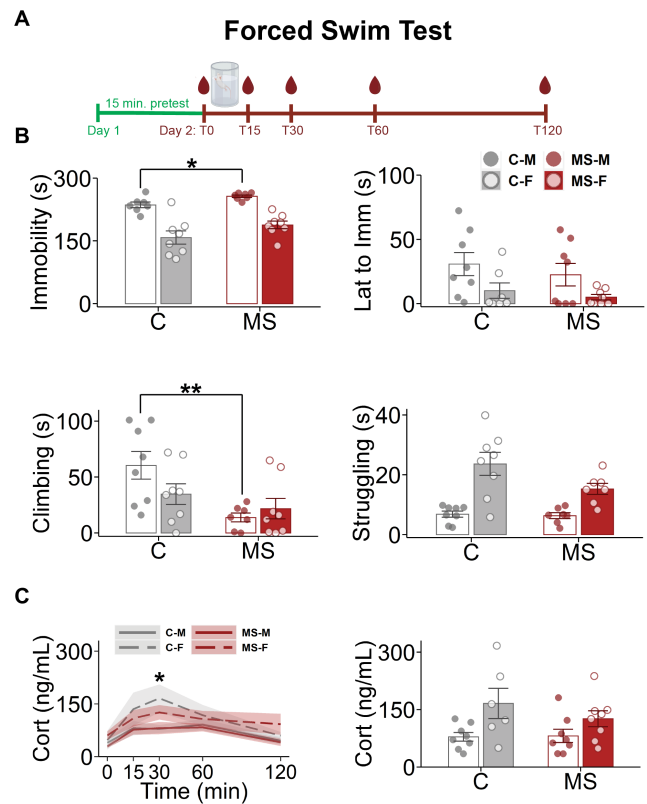 A
Forced Swim Test
15 min. pretest
Day 1
Day 2: T0
T15
T30
T60
T120
B
C-M
MS-M
C-F
MS-F
Immobility (s)
300
150
0
*
C
MS
Lat to Imm (s)
100
50
0
C
MS
Climbing (s)
100
50
0
**
C
MS
Struggling (s)
40
20
0
C
MS
C
C-M
MS-M
C-F
MS-F
Cort (ng/mL)
300
150
0
*
0
15
30
60
120
Time (min)
Cort (ng/mL)
300
200
100
0
C
MS